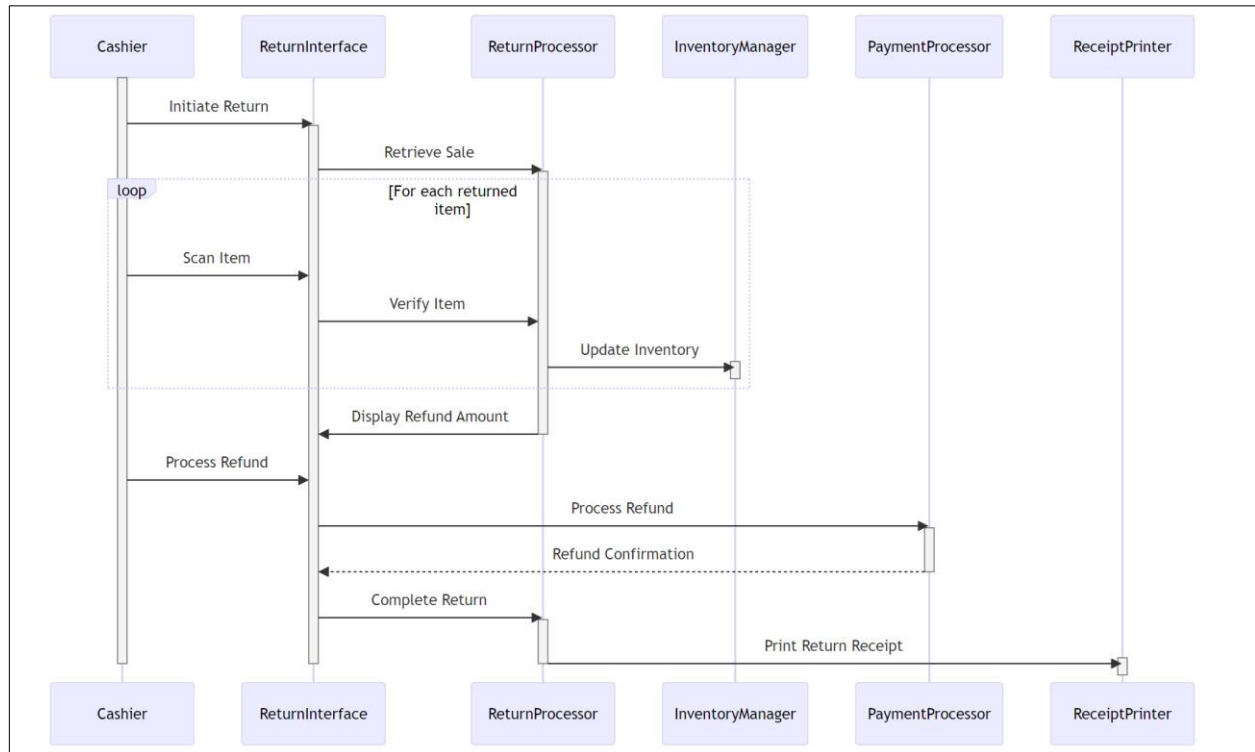 Cashier ReturnInterface ReturnProcessor InventoryManager PaymentProcessor ReceiptPrinter
Initiate Return
Retrieve Sale
loop [For each returned
item]
Scan Item
Verify Item
Update Inventory
Display Refund Amount
Process Refund
Process Refund
Refund Confirmation
Complete Return
Print Return Receipt
Cashier ReturnInterface ReturnProcessor InventoryManager PaymentProcessor ReceiptPrinter